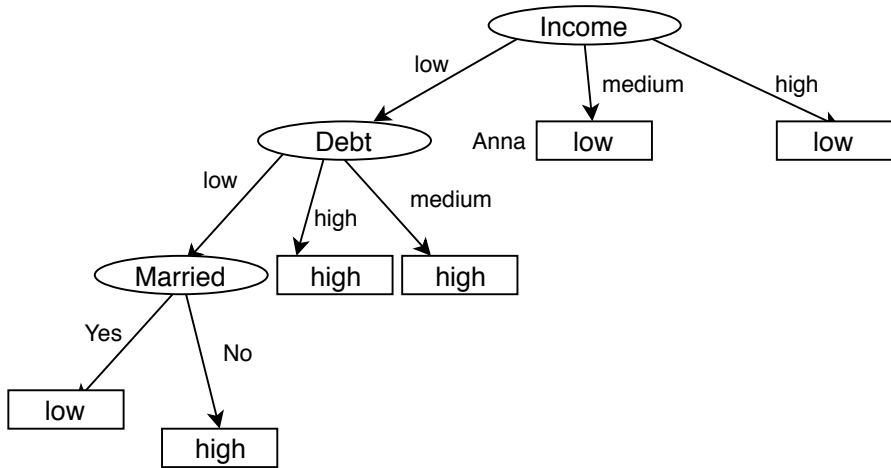 Income
low
medium
high
Debt
Anna
low
low
low
high
medium
Married
high
high
Yes
No
low
high